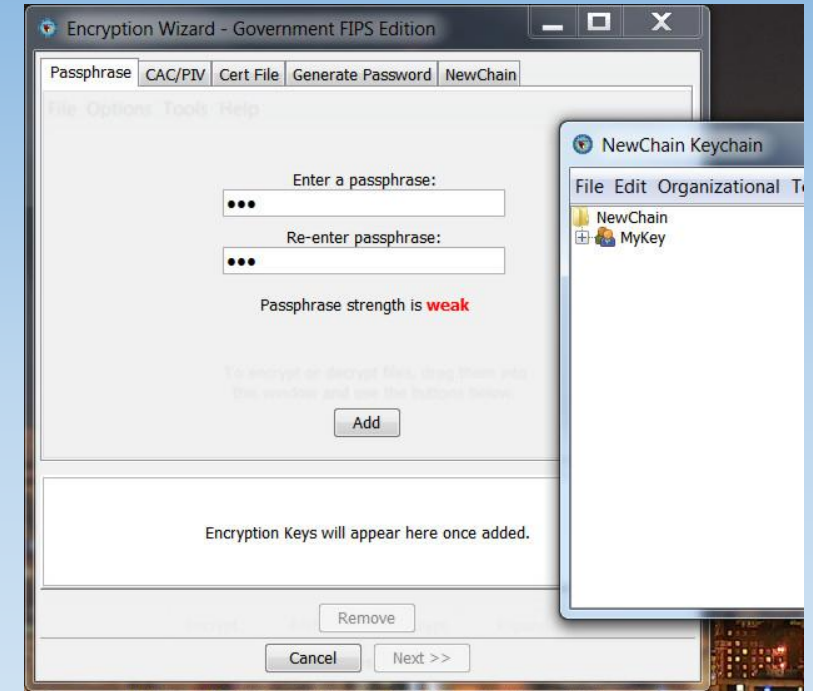 Encryption Wizard - Government FIPS Edition
Passphrase CAC/PIV Cert File Generate Password NewChain
File Options Tools Help
Enter a passphrase:
●●●
Re-enter passphrase:
●●●
Passphrase strength is weak
To encrypt or decrypt files, drag them into
this window and use the buttons below.
Add
Encryption Keys will appear here once added.
Remove
Cancel Next >>
NewChain Keychain
File Edit Organizational
NewChain
MyKey